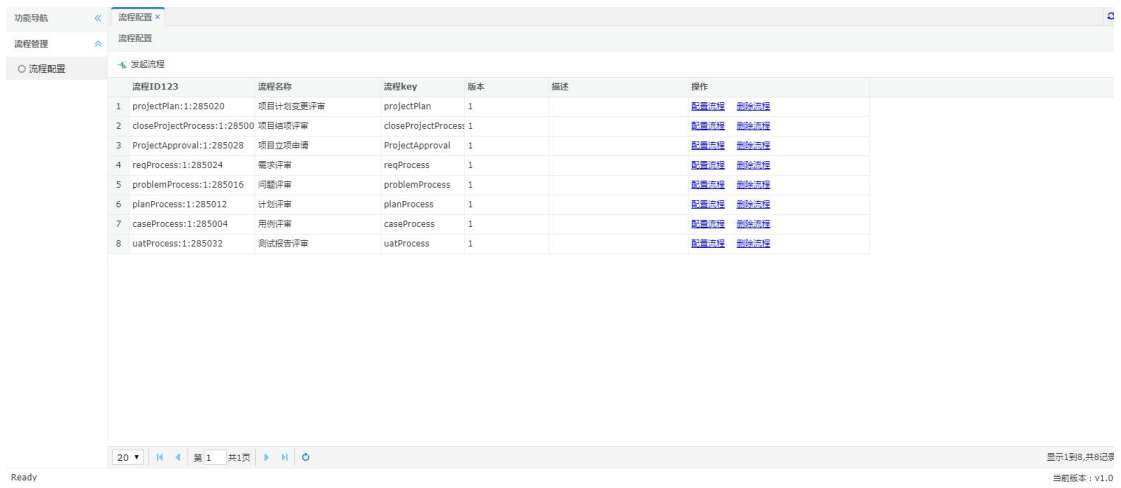 功能导航
流程配置 ×
流程管理
流程配置
流程配置
发起流程
流程ID123 流程名称 流程key 版本 描述 操作
1 projectPlan:1:285020 项目计划变更评审 projectPlan 1 配置流程 删除流程
2 closeProjectProcess:1:28500 项目结项评审 closeProjectProcess 1 配置流程 删除流程
3 ProjectApproval:1:285028 项目立项申请 ProjectApproval 1 配置流程 删除流程
4 reqProcess:1:285024 需求评审 reqProcess 1 配置流程 删除流程
5 problemProcess:1:285016 问题评审 problemProcess 1 配置流程 删除流程
6 planProcess:1:285012 计划评审 planProcess 1 配置流程 删除流程
7 caseProcess:1:285004 用例评审 caseProcess 1 配置流程 删除流程
8 uatProcess:1:285032 测试报告评审 uatProcess 1 配置流程 删除流程
20 第 1 共1页 显示1到8,共8记录
Ready 当前版本：v1.0